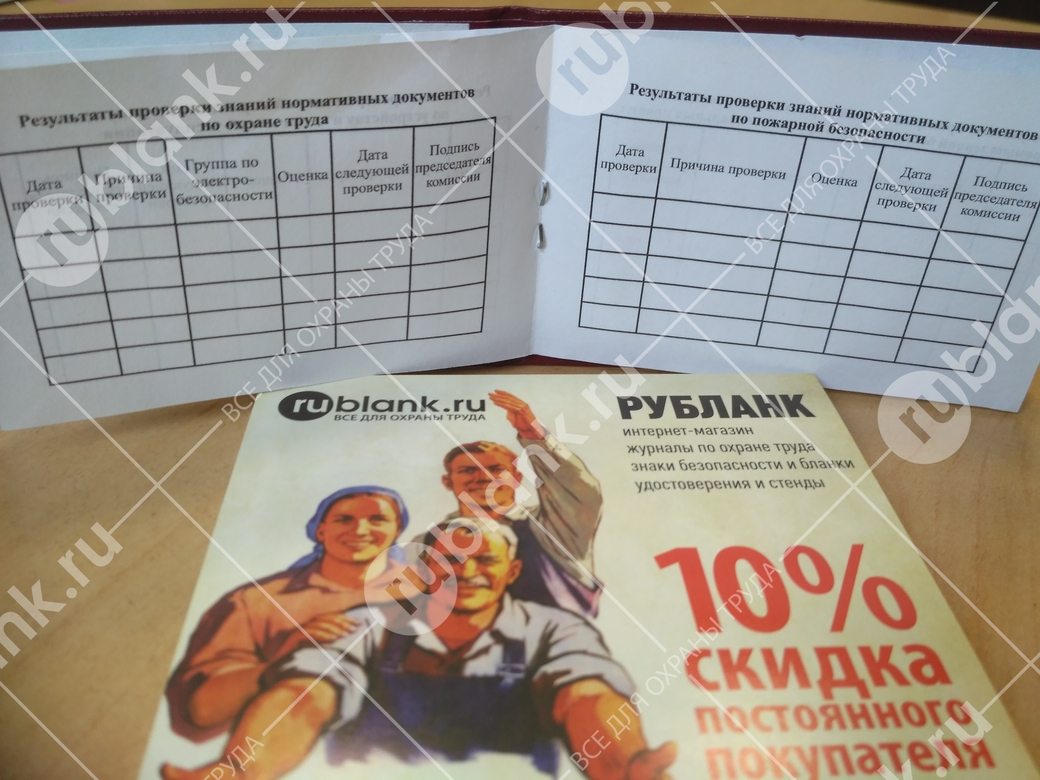 Результаты проверки знаний нормативных документов
по охране труда
Дата
проверки
Причина
проверки
Группа по
электро-
безопасности
Оценка
Дата
следующей
проверки
Подпись
председателя
комиссии
Результаты проверки знаний нормативных документов
по пожарной безопасности
Дата
проверки
Причина проверки
Оценка
Дата
следующей
проверки
Подпись
председателя
комиссии
rublank.ru
ВСЕ ДЛЯ ОХРАНЫ ТРУДА
РУБЛАНК
интернет-магазин
журналы по охране труда
знаки безопасности и бланки
удостоверения и стенды
10%
скидка
постоянного
покупателя
rublank.ru
ВСЕ ДЛЯ ОХРАНЫ ТРУДА